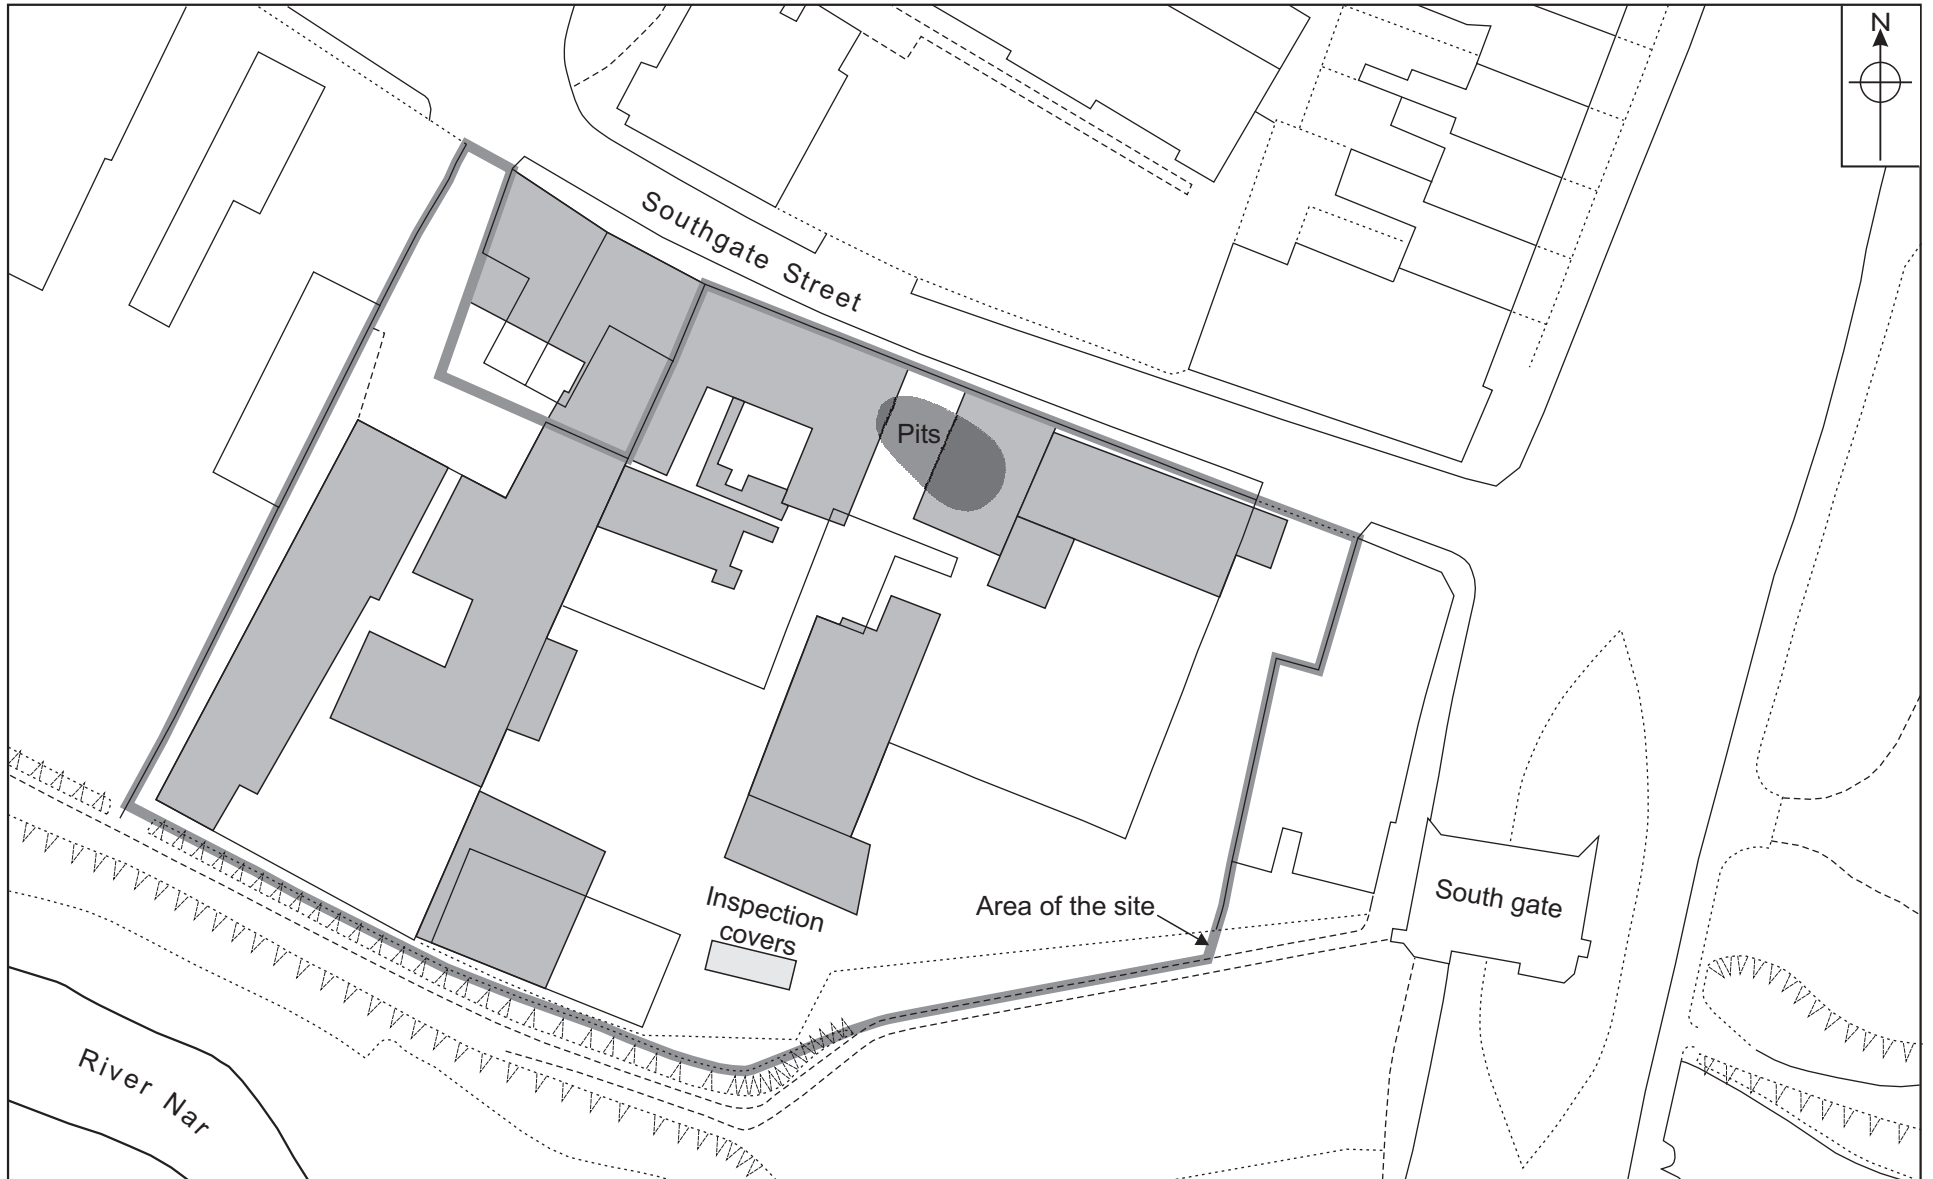 N
Southgate Street
Pits
Inspection
covers
Area of the site
South gate
River Nar